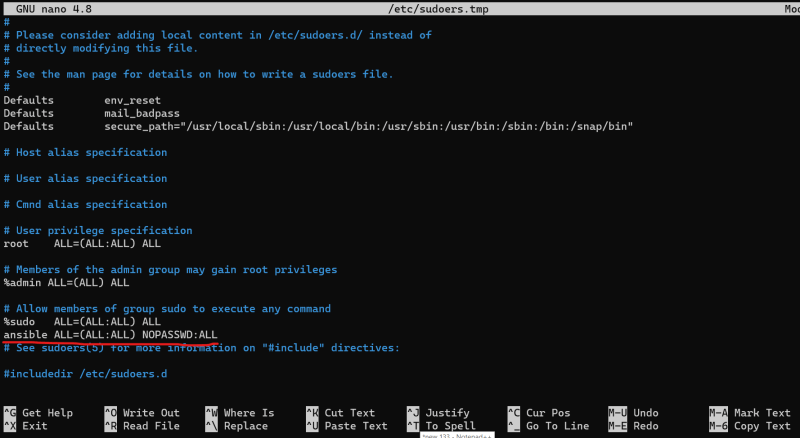 GNU nano 4.8 /etc/sudoers.tmp Mod
#
# Please consider adding local content in /etc/sudoers.d/ instead of
# directly modifying this file.
#
# See the man page for details on how to write a sudoers file.
#
Defaults        env_reset
Defaults        mail_badpass
Defaults        secure_path="/usr/local/sbin:/usr/local/bin:/usr/sbin:/usr/bin:/sbin:/bin:/snap/bin"
# Host alias specification
# User alias specification
# Cmnd alias specification
# User privilege specification
root    ALL=(ALL:ALL) ALL
# Members of the admin group may gain root privileges
%admin ALL=(ALL) ALL
# Allow members of group sudo to execute any command
%sudo   ALL=(ALL:ALL) ALL
ansible ALL=(ALL:ALL) NOPASSWD:ALL
# See sudoers(5) for more information on "#include" directives:
#includedir /etc/sudoers.d
^G Get Help ^O Write Out ^W Where Is ^K Cut Text ^J Justify ^C Cur Pos M-U Undo M-A Mark Text
^X Exit ^R Read File ^\ Replace ^U Paste Text ^T To Spell ^_ Go To Line M-E Redo M-6 Copy Text
*new 133 - Notepad++